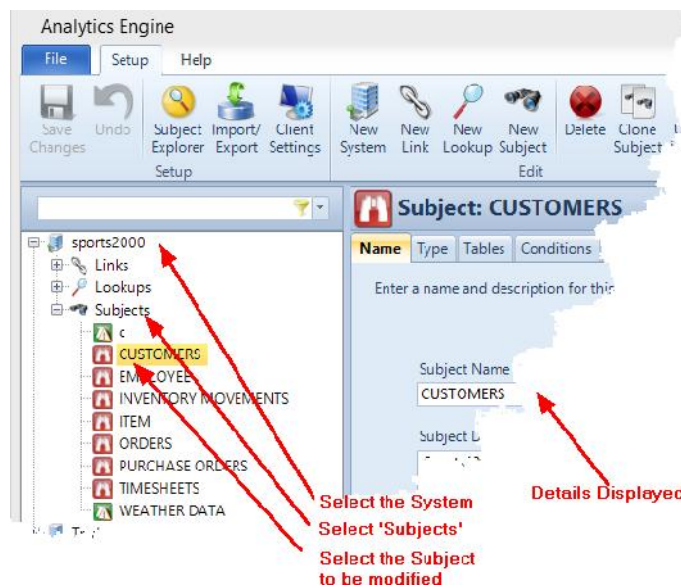 Analytics Engine
File Setup Help
Save Changes Undo Subject Explorer Import/ Export Client Settings New System New Link New Lookup New Subject Delete Clone Subject
Setup Edit
Subject: CUSTOMERS
sports2000
Name Type Tables Conditions
Links
Lookups
Enter a name and description for this
Subjects
c
CUSTOMERS
EMPLOYEE
Subject Name
INVENTORY MOVEMENTS
CUSTOMERS
ITEM
ORDERS
Subject D
PURCHASE ORDERS
TIMESHEETS
WEATHER DATA
Select the System
Details Displayed
Select 'Subjects'
Select the Subject
to be modified